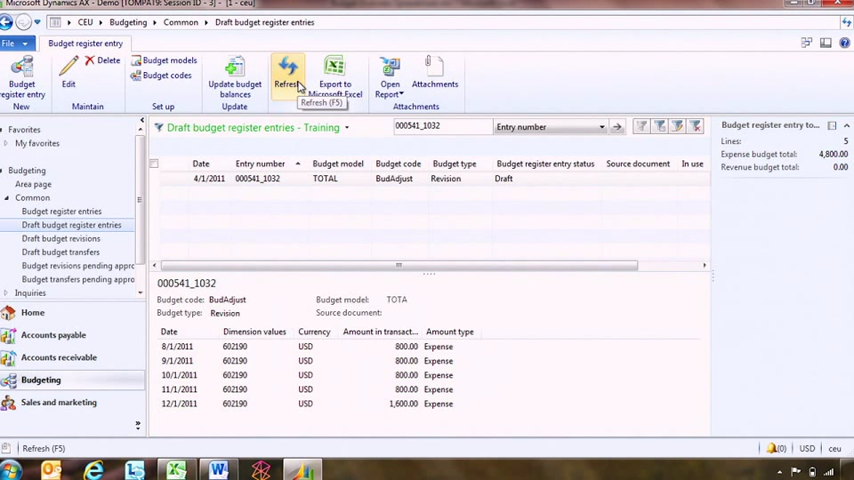 Microsoft Dynamics AX - Demo [TOMPAT9: Session ID - 3] - [1 - ceu]
CEU
Budgeting
Common
Draft budget register entries
File
Budget register entry
Budget register entry
New
Edit
Delete
Maintain
Budget models
Budget codes
Set up
Update budget balances
Update
Refresh
Export to Microsoft Excel
Refresh (F5)
Open Report
Attachments
Attachments
Favorites
My favorites
Budgeting
Area page
Common
Budget register entries
Draft budget register entries
Draft budget revisions
Draft budget transfers
Budget revisions pending appro
Budget transfers pending appro
Inquiries
Home
Accounts payable
Accounts receivable
Budgeting
Sales and marketing
Draft budget register entries - Training
000541_1032
Entry number
Date Entry number Budget model Budget code Budget type Budget register entry status Source document In use
4/1/2011 000541_1032 TOTAL BudAdjust Revision Draft
000541_1032
Budget code: BudAdjust Budget model: TOTA
Budget type: Revision Source document:
Date Dimension values Currency Amount in transact... Amount type
8/1/2011 602190 USD 800.00 Expense
9/1/2011 602190 USD 800.00 Expense
10/1/2011 602190 USD 800.00 Expense
11/1/2011 602190 USD 800.00 Expense
12/1/2011 602190 USD 1,600.00 Expense
Budget register entry to...
Lines: 5
Expense budget total: 4,800.00
Revenue budget total: 0.00
Refresh (F5)
(0)
USD
ceu